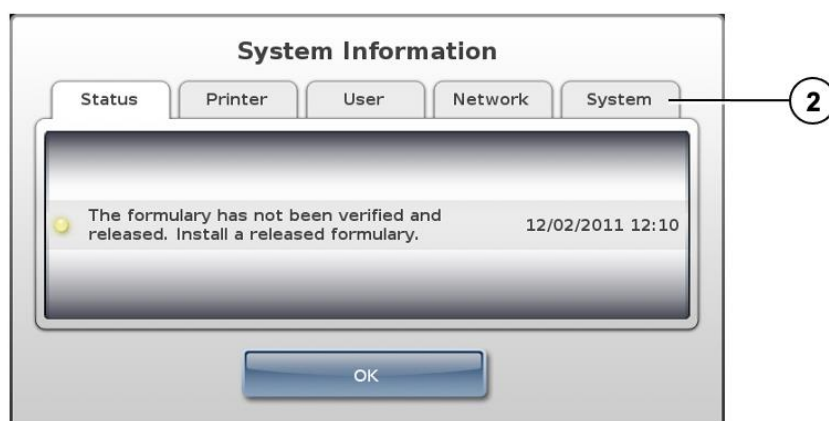 System Information
Status Printer User Network System
2
The formulary has not been verified and
released. Install a released formulary.
12/02/2011 12:10
OK